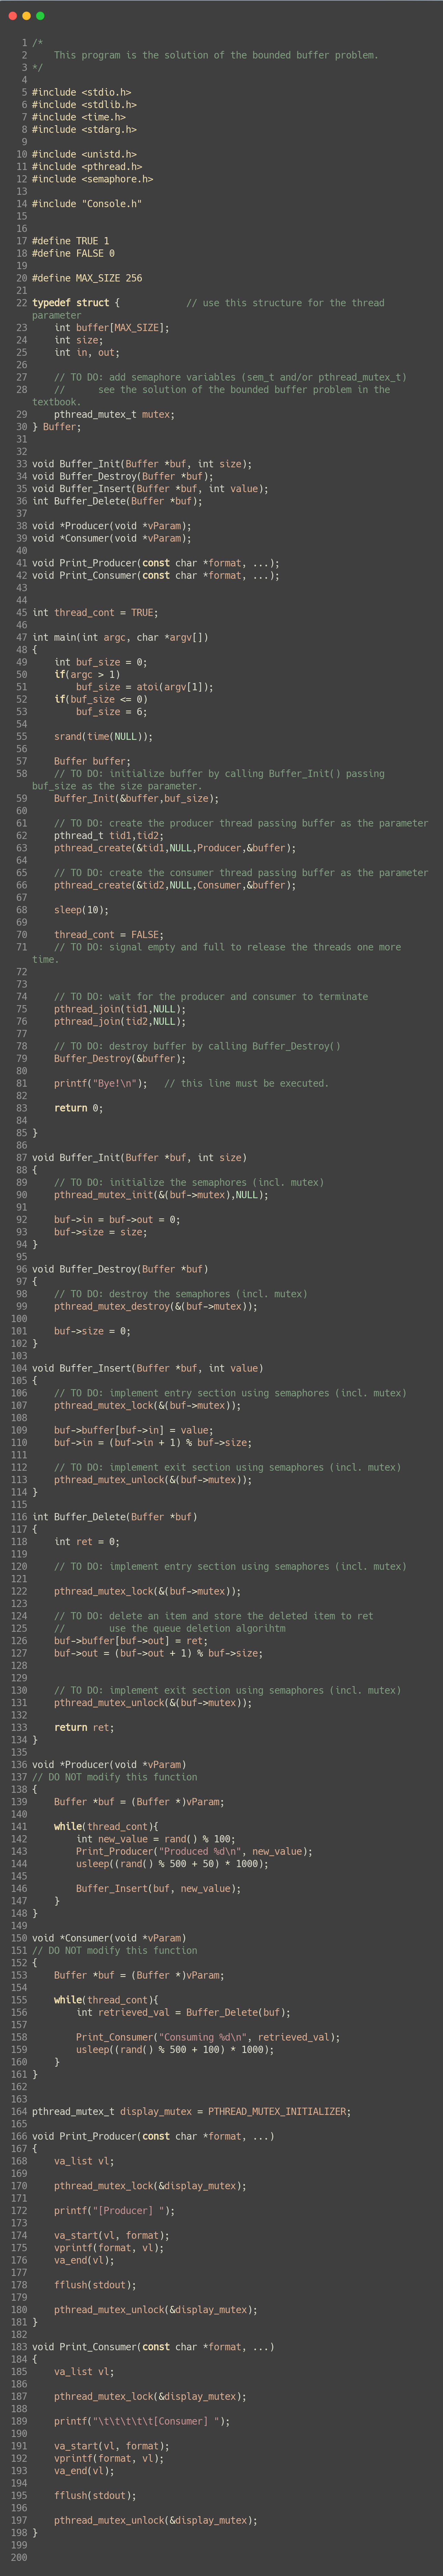 1 /*
2     This program is the solution of the bounded buffer problem.
3 */
4
5 #include <stdio.h>
6 #include <stdlib.h>
7 #include <time.h>
8 #include <stdarg.h>
9
10 #include <unistd.h>
11 #include <pthread.h>
12 #include <semaphore.h>
13
14 #include "Console.h"
15
16
17 #define TRUE 1
18 #define FALSE 0
19
20 #define MAX_SIZE 256
21
22 typedef struct {            // use this structure for the thread
parameter
23     int buffer[MAX_SIZE];
24     int size;
25     int in, out;
26
27     // TO DO: add semaphore variables (sem_t and/or pthread_mutex_t)
28     //      see the solution of the bounded buffer problem in the
textbook.
29     pthread_mutex_t mutex;
30 } Buffer;
31
32
33 void Buffer_Init(Buffer *buf, int size);
34 void Buffer_Destroy(Buffer *buf);
35 void Buffer_Insert(Buffer *buf, int value);
36 int Buffer_Delete(Buffer *buf);
37
38 void *Producer(void *vParam);
39 void *Consumer(void *vParam);
40
41 void Print_Producer(const char *format, ...);
42 void Print_Consumer(const char *format, ...);
43
44
45 int thread_cont = TRUE;
46
47 int main(int argc, char *argv[])
48 {
49     int buf_size = 0;
50     if(argc > 1)
51         buf_size = atoi(argv[1]);
52     if(buf_size <= 0)
53         buf_size = 6;
54
55     srand(time(NULL));
56
57     Buffer buffer;
58     // TO DO: initialize buffer by calling Buffer_Init() passing
buf_size as the size parameter.
59     Buffer_Init(&buffer,buf_size);
60
61     // TO DO: create the producer thread passing buffer as the parameter
62     pthread_t tid1,tid2;
63     pthread_create(&tid1,NULL,Producer,&buffer);
64
65     // TO DO: create the consumer thread passing buffer as the parameter
66     pthread_create(&tid2,NULL,Consumer,&buffer);
67
68     sleep(10);
69
70     thread_cont = FALSE;
71     // TO DO: signal empty and full to release the threads one more
time.
72
73
74     // TO DO: wait for the producer and consumer to terminate
75     pthread_join(tid1,NULL);
76     pthread_join(tid2,NULL);
77
78     // TO DO: destroy buffer by calling Buffer_Destroy()
79     Buffer_Destroy(&buffer);
80
81     printf("Bye!\n");   // this line must be executed.
82
83     return 0;
84
85 }
86
87 void Buffer_Init(Buffer *buf, int size)
88 {
89     // TO DO: initialize the semaphores (incl. mutex)
90     pthread_mutex_init(&(buf->mutex),NULL);
91
92     buf->in = buf->out = 0;
93     buf->size = size;
94 }
95
96 void Buffer_Destroy(Buffer *buf)
97 {
98     // TO DO: destroy the semaphores (incl. mutex)
99     pthread_mutex_destroy(&(buf->mutex));
100
101     buf->size = 0;
102 }
103
104 void Buffer_Insert(Buffer *buf, int value)
105 {
106     // TO DO: implement entry section using semaphores (incl. mutex)
107     pthread_mutex_lock(&(buf->mutex));
108
109     buf->buffer[buf->in] = value;
110     buf->in = (buf->in + 1) % buf->size;
111
112     // TO DO: implement exit section using semaphores (incl. mutex)
113     pthread_mutex_unlock(&(buf->mutex));
114 }
115
116 int Buffer_Delete(Buffer *buf)
117 {
118     int ret = 0;
119
120     // TO DO: implement entry section using semaphores (incl. mutex)
121
122     pthread_mutex_lock(&(buf->mutex));
123
124     // TO DO: delete an item and store the deleted item to ret
125     //        use the queue deletion algorihtm
126     buf->buffer[buf->out] = ret;
127     buf->out = (buf->out + 1) % buf->size;
128
129
130     // TO DO: implement exit section using semaphores (incl. mutex)
131     pthread_mutex_unlock(&(buf->mutex));
132
133     return ret;
134 }
135
136 void *Producer(void *vParam)
137 // DO NOT modify this function
138 {
139     Buffer *buf = (Buffer *)vParam;
140
141     while(thread_cont){
142         int new_value = rand() % 100;
143         Print_Producer("Produced %d\n", new_value);
144         usleep((rand() % 500 + 50) * 1000);
145
146         Buffer_Insert(buf, new_value);
147     }
148 }
149
150 void *Consumer(void *vParam)
151 // DO NOT modify this function
152 {
153     Buffer *buf = (Buffer *)vParam;
154
155     while(thread_cont){
156         int retrieved_val = Buffer_Delete(buf);
157
158         Print_Consumer("Consuming %d\n", retrieved_val);
159         usleep((rand() % 500 + 100) * 1000);
160     }
161 }
162
163
164 pthread_mutex_t display_mutex = PTHREAD_MUTEX_INITIALIZER;
165
166 void Print_Producer(const char *format, ...)
167 {
168     va_list vl;
169
170     pthread_mutex_lock(&display_mutex);
171
172     printf("[Producer] ");
173
174     va_start(vl, format);
175     vprintf(format, vl);
176     va_end(vl);
177
178     fflush(stdout);
179
180     pthread_mutex_unlock(&display_mutex);
181 }
182
183 void Print_Consumer(const char *format, ...)
184 {
185     va_list vl;
186
187     pthread_mutex_lock(&display_mutex);
188
189     printf("\t\t\t\t\t[Consumer] ");
190
191     va_start(vl, format);
192     vprintf(format, vl);
193     va_end(vl);
194
195     fflush(stdout);
196
197     pthread_mutex_unlock(&display_mutex);
198 }
199
200